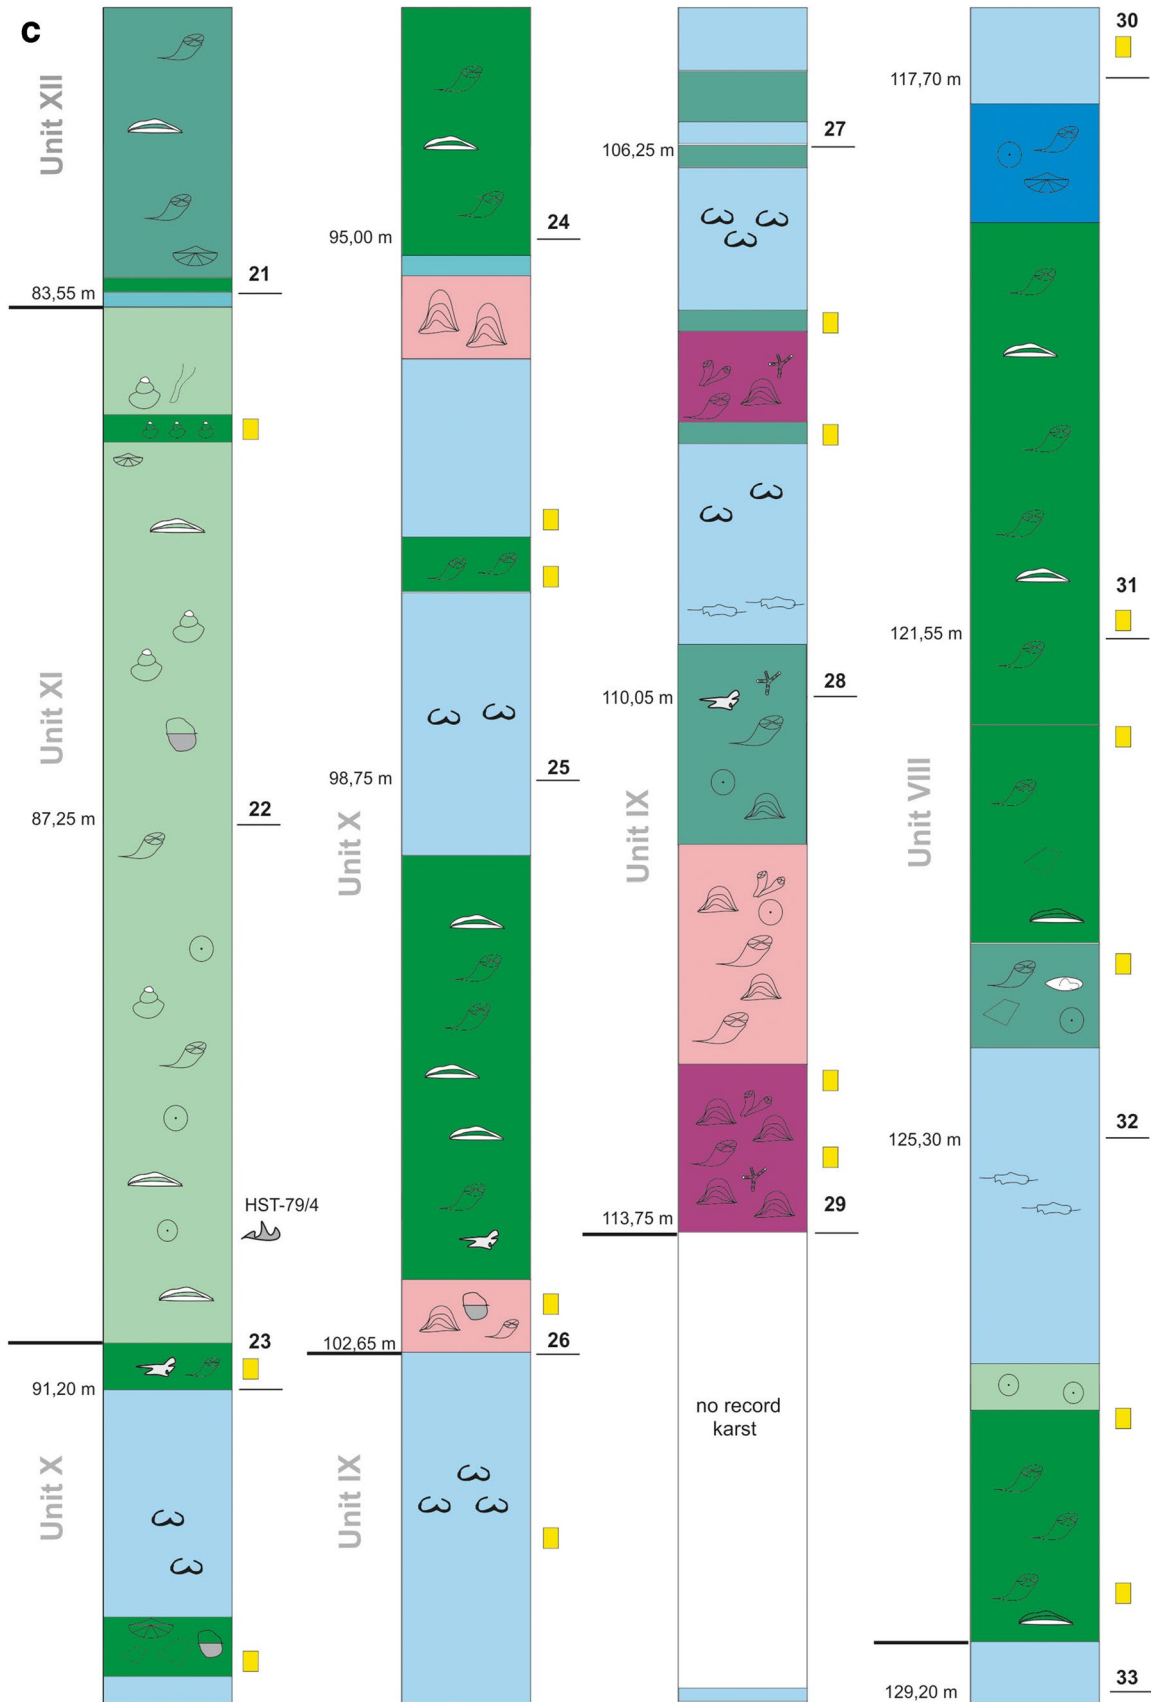 c
Unit XII
21
83,55 m
Unit XI
22
87,25 m
HST-79/4
23
91,20 m
Unit X
24
95,00 m
25
98,75 m
Unit X
102,65 m
26
Unit IX
27
106,25 m
28
110,05 m
Unit IX
29
113,75 m
no record
karst
30
117,70 m
31
121,55 m
Unit VIII
32
125,30 m
33
129,20 m